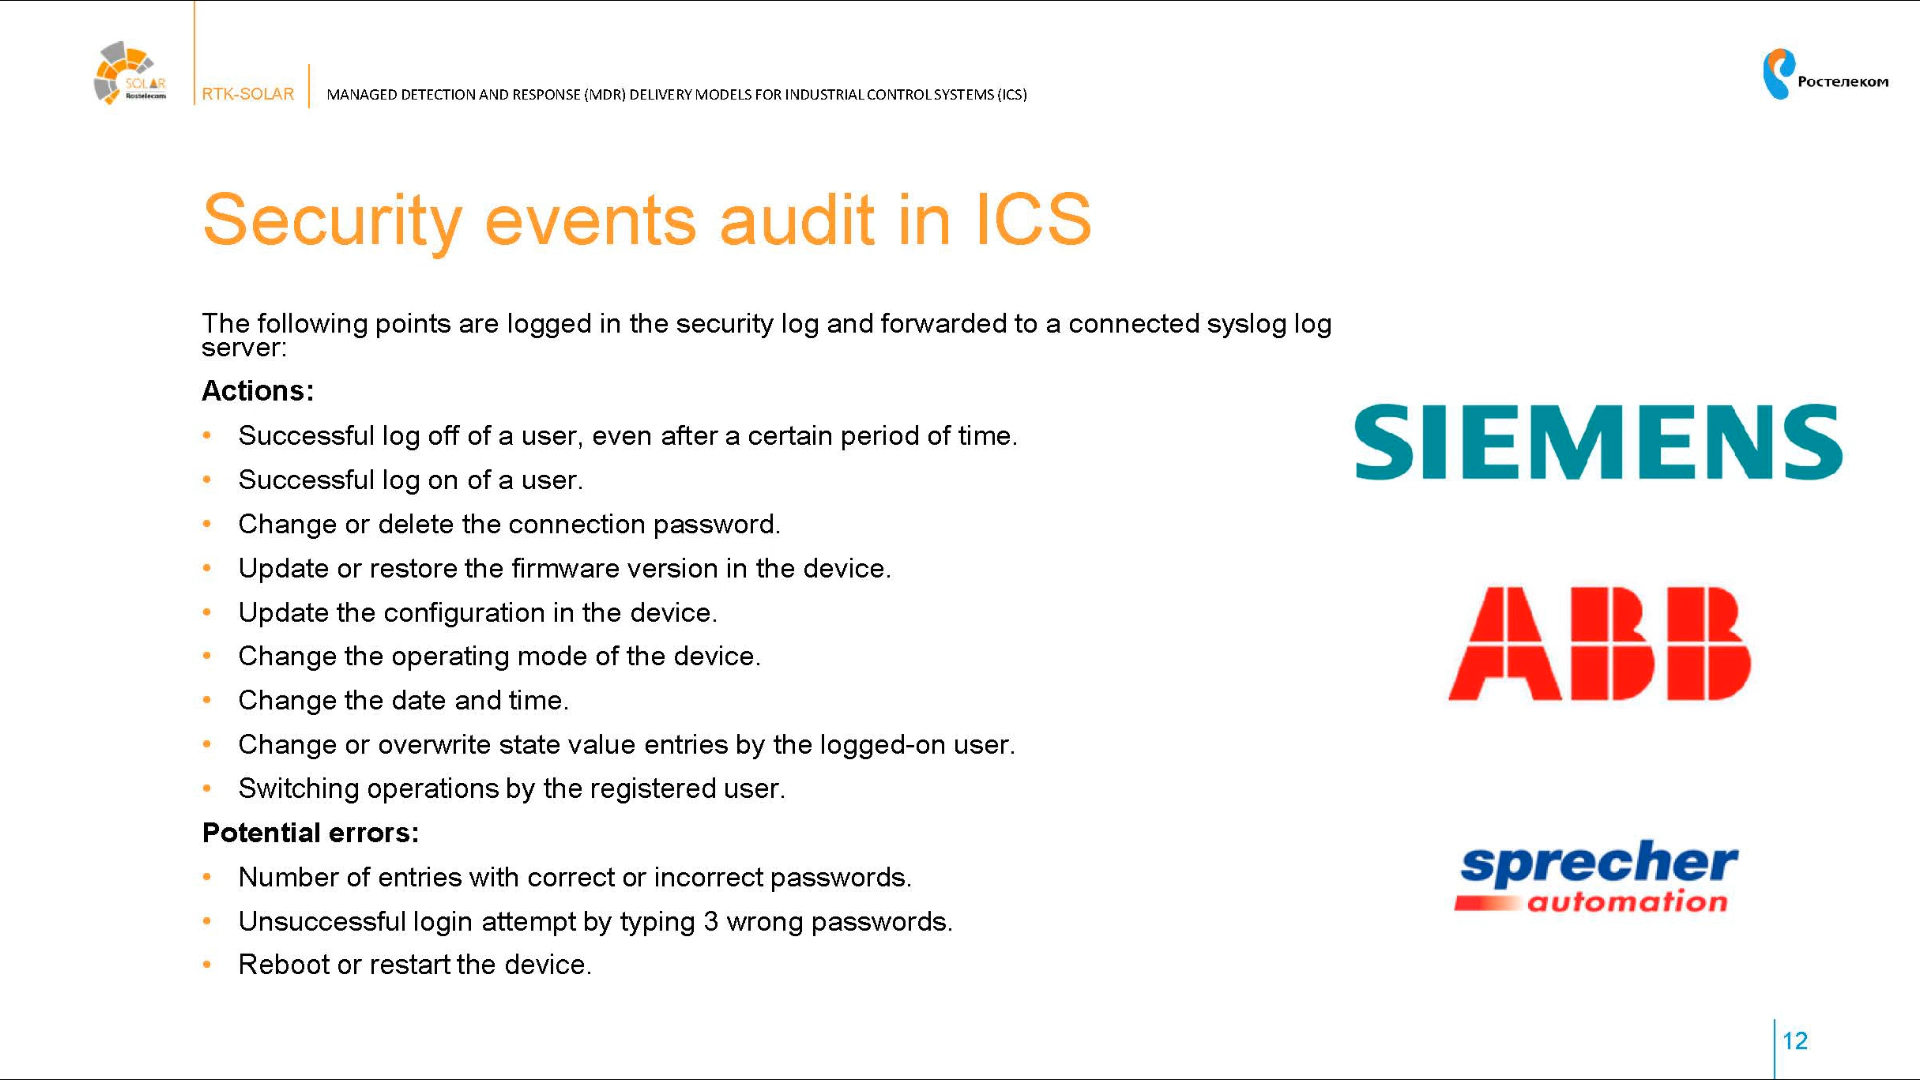 SOLAR
Rostelecom
RTK-SOLAR
MANAGED DETECTION AND RESPONSE (MDR) DELIVERY MODELS FOR INDUSTRIAL CONTROL SYSTEMS (ICS)
Ростелеком
Security events audit in ICS
The following points are logged in the security log and forwarded to a connected syslog log
server:
Actions:
• Successful log off of a user, even after a certain period of time.
• Successful log on of a user.
• Change or delete the connection password.
• Update or restore the firmware version in the device.
• Update the configuration in the device.
• Change the operating mode of the device.
• Change the date and time.
• Change or overwrite state value entries by the logged-on user.
• Switching operations by the registered user.
Potential errors:
• Number of entries with correct or incorrect passwords.
• Unsuccessful login attempt by typing 3 wrong passwords.
• Reboot or restart the device.
SIEMENS
ABB
sprecher
automation
12